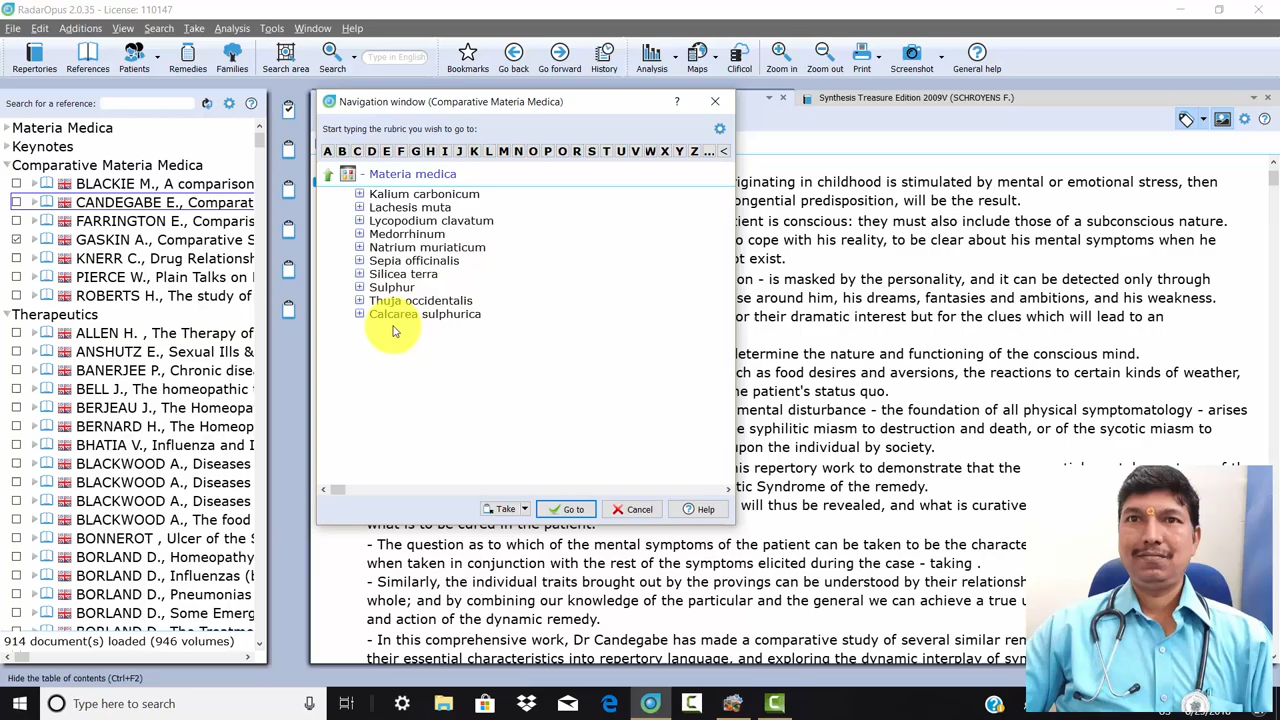 RadarOpus 2.0.35 - License: 110147
File Edit Additions View Search Take Analysis Tools Window Help
Repertories References Patients Remedies Families Search area Search Type in English Bookmarks Go back Go forward History Analysis Maps Clificol Zoom in Zoom out Print Screenshot General help
Search for a reference:
Materia Medica
Keynotes
Comparative Materia Medica
BLACKIE M., A comparison
CANDEGABE E., Comparat
FARRINGTON E., Comparis
GASKIN A., Comparative S
KNERR C., Drug Relationsh
PIERCE W., Plain Talks on
ROBERTS H., The study of
Therapeutics
ALLEN H. , The Therapy of
ANSHUTZ E., Sexual Ills &
BANERJEE P., Chronic dise
BELL J., The homeopathic t
BERJEAU J., The Homeopa
BERNARD H., The Homeop
BHATIA V., Influenza and I
BLACKWOOD A., Diseases
BLACKWOOD A., Diseases
BLACKWOOD A., Diseases
BLACKWOOD A., The food
BONNEROT , Ulcer of the S
BORLAND D., Homeopathy
BORLAND D., Influenzas (b
BORLAND D., Pneumonias
BORLAND D., Some Emerg
914 document(s) loaded (946 volumes)
Hide the table of contents (Ctrl+F2)
Navigation window (Comparative Materia Medica) ?
Start typing the rubric you wish to go to:
A B C D E F G H I J K L M N O P Q R S T U V W X Y Z ... <
- Materia medica
Kalium carbonicum
Lachesis muta
Lycopodium clavatum
Medorrhinum
Natrium muriaticum
Sepia officinalis
Silicea terra
Sulphur
Thuja occidentalis
Calcarea sulphurica
Take Go to Cancel Help
Synthesis Treasure Edition 2009V (SCHROYENS F.)
riginating in childhood is stimulated by mental or emotional stress, then
ngential predisposition, will be the result.
tient is conscious: they must also include those of a subconscious nature.
o cope with his reality, to be clear about his mental symptoms when he
ot exist.
- is masked by the personality, and it can be detected only through
se around him, his dreams, fantasies and ambitions, and his weakness.
or their dramatic interest but for the clues which will lead to an
determine the nature and functioning of the conscious mind.
ch as food desires and aversions, the reactions to certain kinds of weather,
patient's status quo.
mental disturbance - the foundation of all physical symptomatology - arises
e syphilitic miasm to destruction and death, or of the sycotic miasm to
upon the individual by society.
his repertory work to demonstrate that the
tic Syndrome of the remedy.
will thus be revealed, and what is curative
what is to be cured in the patient.
- The question as to which of the mental symptoms of the patient can be taken to be the characte
when taken in conjunction with the rest of the symptoms elicited during the case - taking .
- Similarly, the individual traits brought out by the provings can be understood by their relationsh
whole; and by combining our knowledge of the particular and the general we can achieve a true u
and action of the dynamic remedy.
- In this comprehensive work, Dr Candegabe has made a comparative study of several similar rem
their essential characteristics into repertory language, and exploring the dynamic interplay of sym
Type here to search